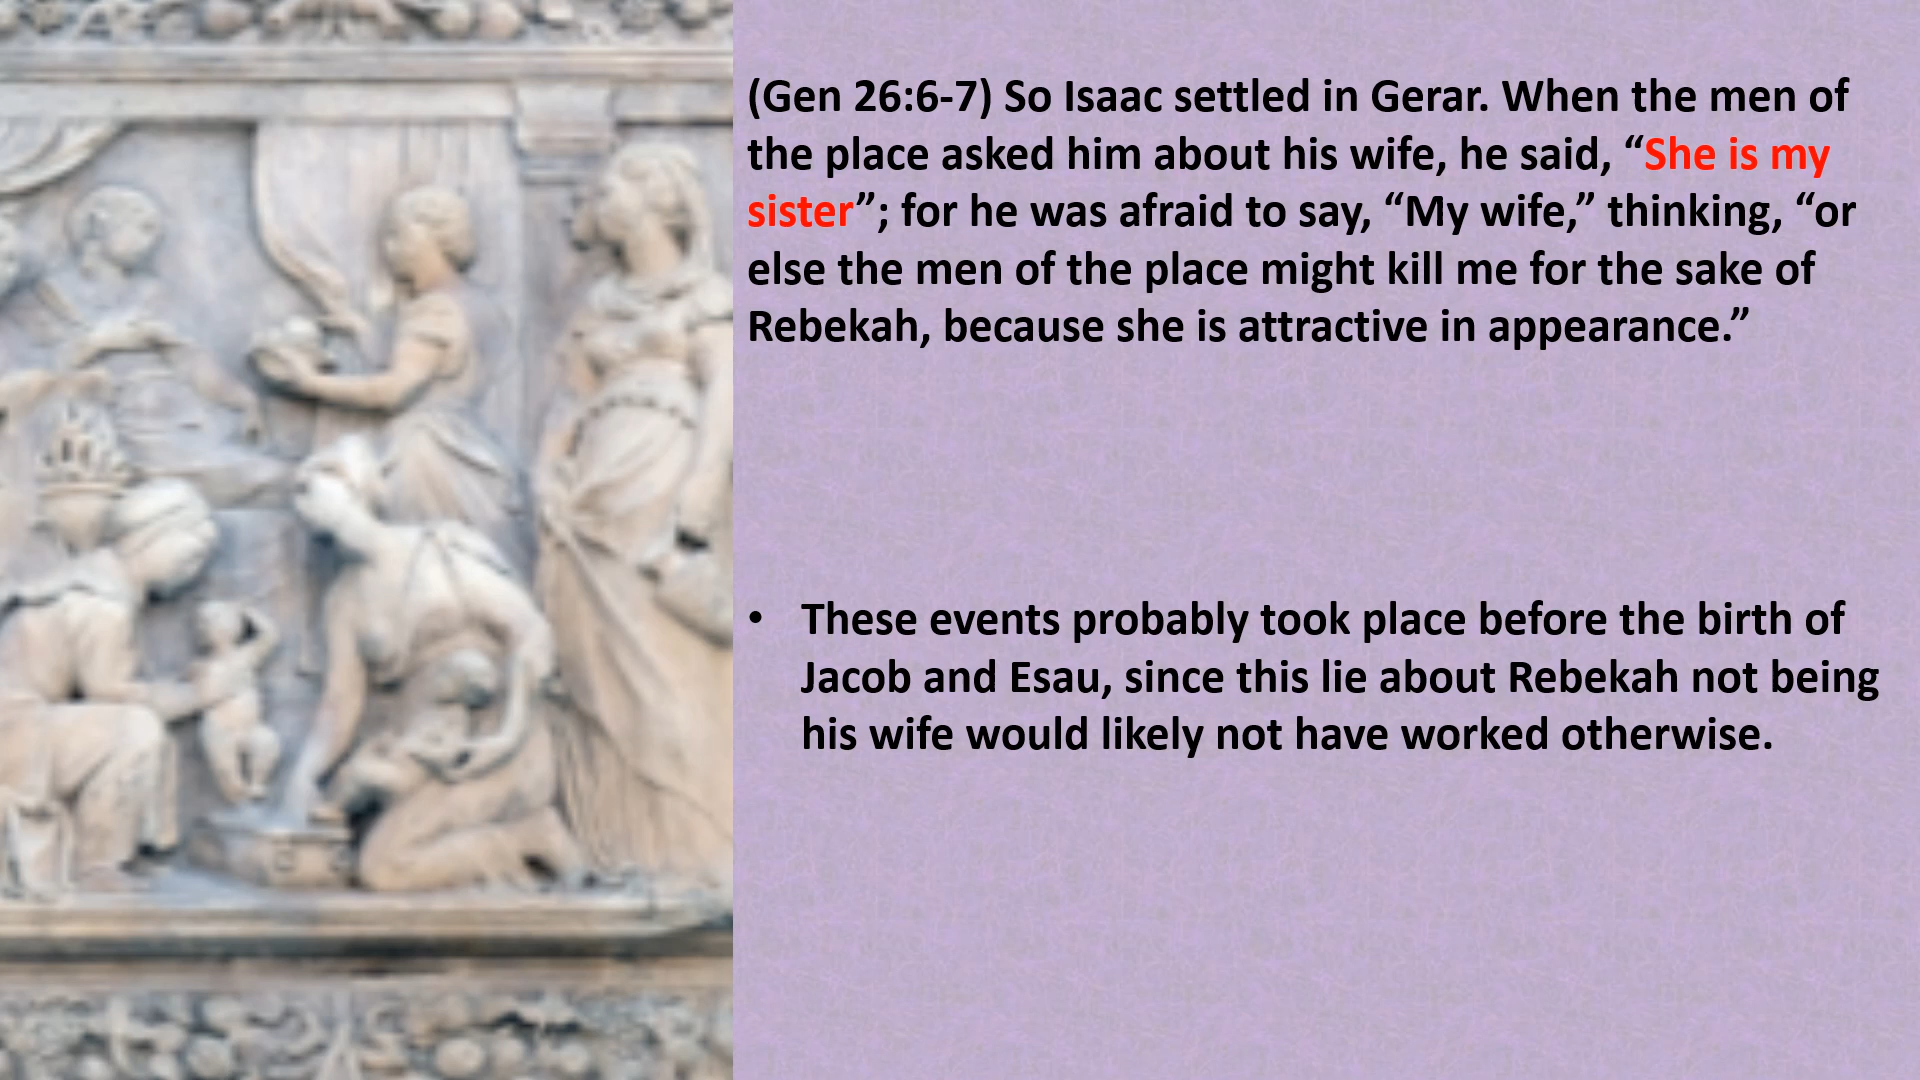 (Gen 26:6-7) So Isaac settled in Gerar. When the men of
the place asked him about his wife, he said, “She is my
sister”; for he was afraid to say, “My wife,” thinking, “or
else the men of the place might kill me for the sake of
Rebekah, because she is attractive in appearance.”
• These events probably took place before the birth of
Jacob and Esau, since this lie about Rebekah not being
his wife would likely not have worked otherwise.